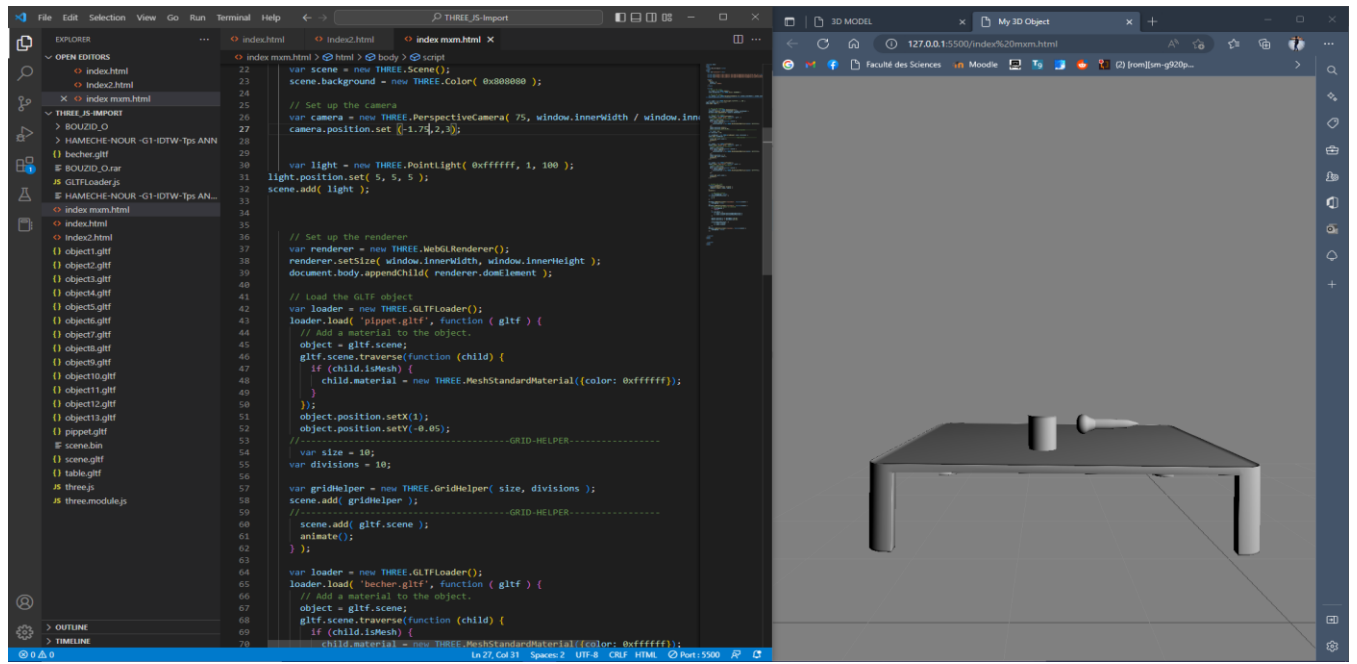 File Edit Selection View Go Run Terminal Help
THREE_JS-Import
EXPLORER
OPEN EDITORS
index.html
Index2.html
index mxm.html
THREE_JS-IMPORT
BOUZID_O
HAMECHE-NOUR -G1-IDTW-Tps ANN
becher.gltf
BOUZID_O.rar
JS GLTFLoader.js
HAMECHE-NOUR -G1-IDTW-Tps AN...
index mxm.html
index.html
Index2.html
object1.gltf
object2.gltf
object3.gltf
object4.gltf
object5.gltf
object6.gltf
object7.gltf
object8.gltf
object9.gltf
object10.gltf
object11.gltf
object12.gltf
object13.gltf
pippet.gltf
scene.bin
scene.gltf
table.gltf
JS three.js
JS three.module.js
OUTLINE
TIMELINE
index.html Index2.html index mxm.html
index mxm.html > html > body > script
22 var scene = new THREE.Scene();
23 scene.background = new THREE.Color( 0x808080 );
24
25 // Set up the camera
26 var camera = new THREE.PerspectiveCamera( 75, window.innerWidth / window.inn
27 camera.position.set (-1.75,2,3);
28
29
30 var light = new THREE.PointLight( 0xffffff, 1, 100 );
31 light.position.set( 5, 5, 5 );
32 scene.add( light );
33
34
35
36 // Set up the renderer
37 var renderer = new THREE.WebGLRenderer();
38 renderer.setSize( window.innerWidth, window.innerHeight );
39 document.body.appendChild( renderer.domElement );
40
41 // Load the GLTF object
42 var loader = new THREE.GLTFLoader();
43 loader.load( 'pippet.gltf', function ( gltf ) {
44 // Add a material to the object.
45 object = gltf.scene;
46 gltf.scene.traverse(function (child) {
47 if (child.isMesh) {
48 child.material = new THREE.MeshStandardMaterial({color: 0xffffff});
49 }
50 });
51 object.position.setX(1);
52 object.position.setY(-0.05);
53 //---------------------------------------GRID-HELPER-----------------
54 var size = 10;
55 var divisions = 10;
56
57 var gridHelper = new THREE.GridHelper( size, divisions );
58 scene.add( gridHelper );
59 //---------------------------------------GRID-HELPER-----------------
60 scene.add( gltf.scene );
61 animate();
62 } );
63
64 var loader = new THREE.GLTFLoader();
65 loader.load( 'becher.gltf', function ( gltf ) {
66 // Add a material to the object.
67 object = gltf.scene;
68 gltf.scene.traverse(function (child) {
69 if (child.isMesh) {
70 child.material = new THREE.MeshStandardMaterial({color: 0xffffff});
0 0 Ln 27, Col 31 Spaces: 2 UTF-8 CRLF HTML Port : 5500
3D MODEL My 3D Object
127.0.0.1:5500/index%20mxm.html
Faculté des Sciences Moodle (2) [rom][sm-g920p...